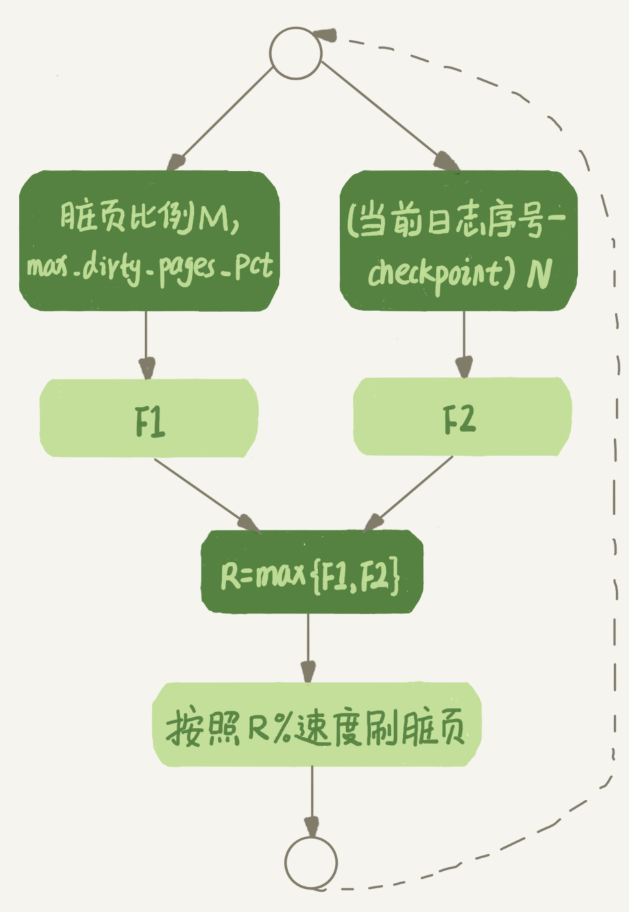 脏页比例M,
max_dirty_pages_Pct
(当前日志序号-
checkpoint) N
F1
F2
R=max{F1,F2}
按照R%速度刷脏页